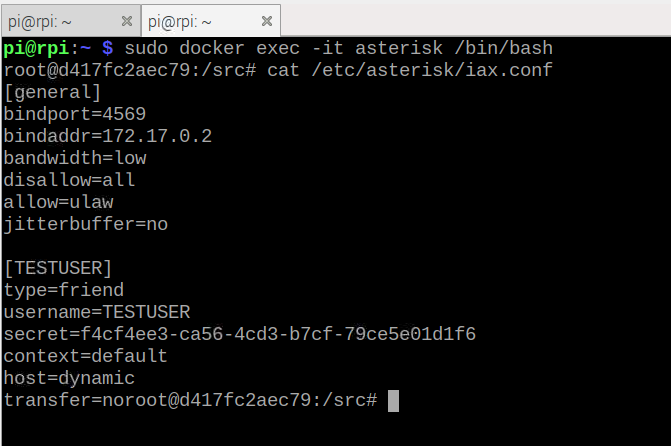 pi@rpi: ~
pi@rpi: ~
pi@rpi:~ $ sudo docker exec -it asterisk /bin/bash
root@d417fc2aec79:/src# cat /etc/asterisk/iax.conf
[general]
bindport=4569
bindaddr=172.17.0.2
bandwidth=low
disallow=all
allow=ulaw
jitterbuffer=no

[TESTUSER]
type=friend
username=TESTUSER
secret=f4cf4ee3-ca56-4cd3-b7cf-79ce5e01d1f6
context=default
host=dynamic
transfer=noroot@d417fc2aec79:/src#